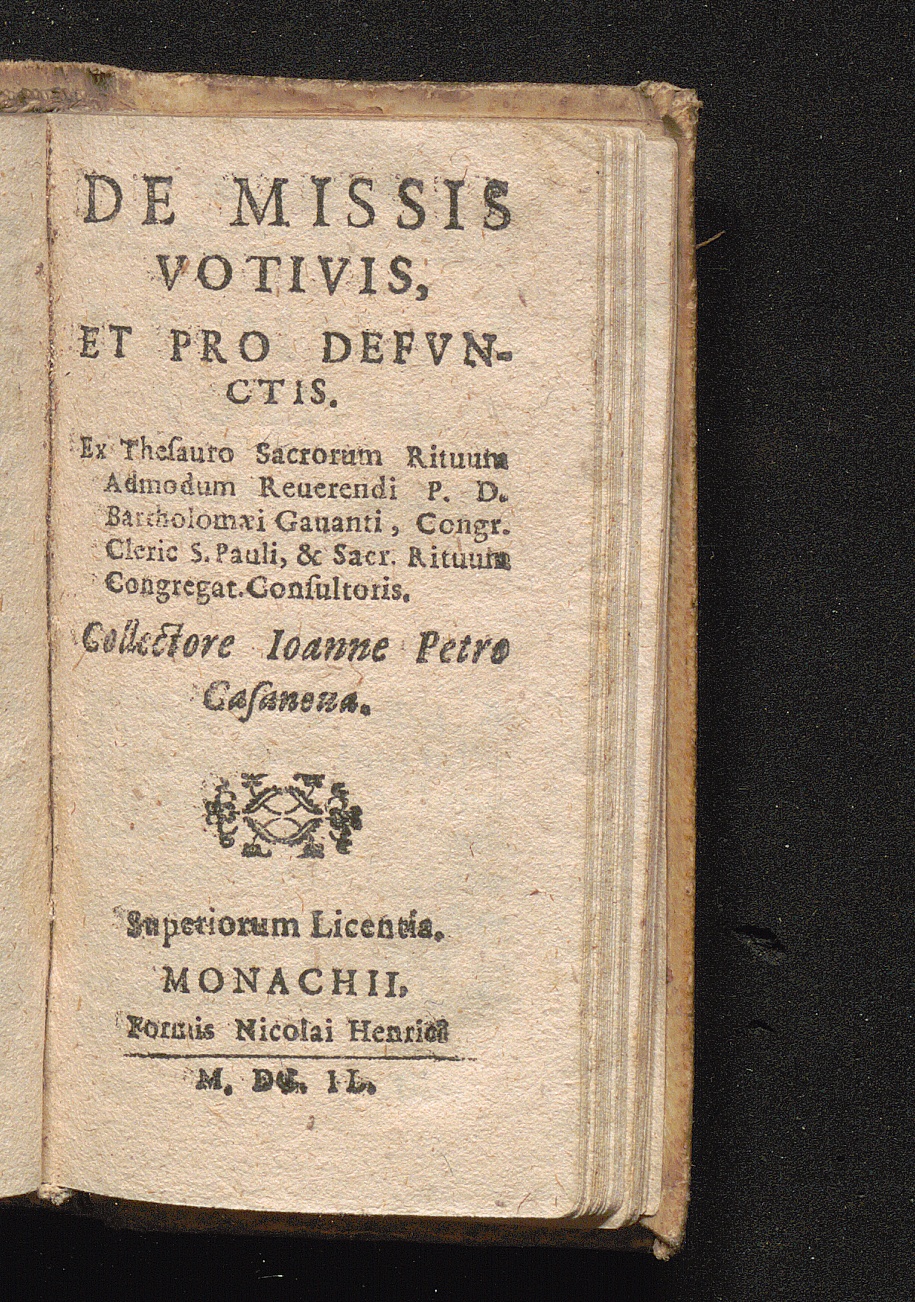 DE MISSIS
VOTIVIS,
ET PRO DEFVN-
CTIS.
Ex Theſauro Sacrorum Rituum
Admodum Reuerendi P. D.
Bartholomæi Gauanti, Congr.
Cleric S. Pauli, & Sacr. Rituum
Congregat. Conſultoris.
Collectore Ioanne Petro
Caſaneua.
Superiorum Licentia.
MONACHII,
Formis Nicolai Henrici
M. DC. IL.